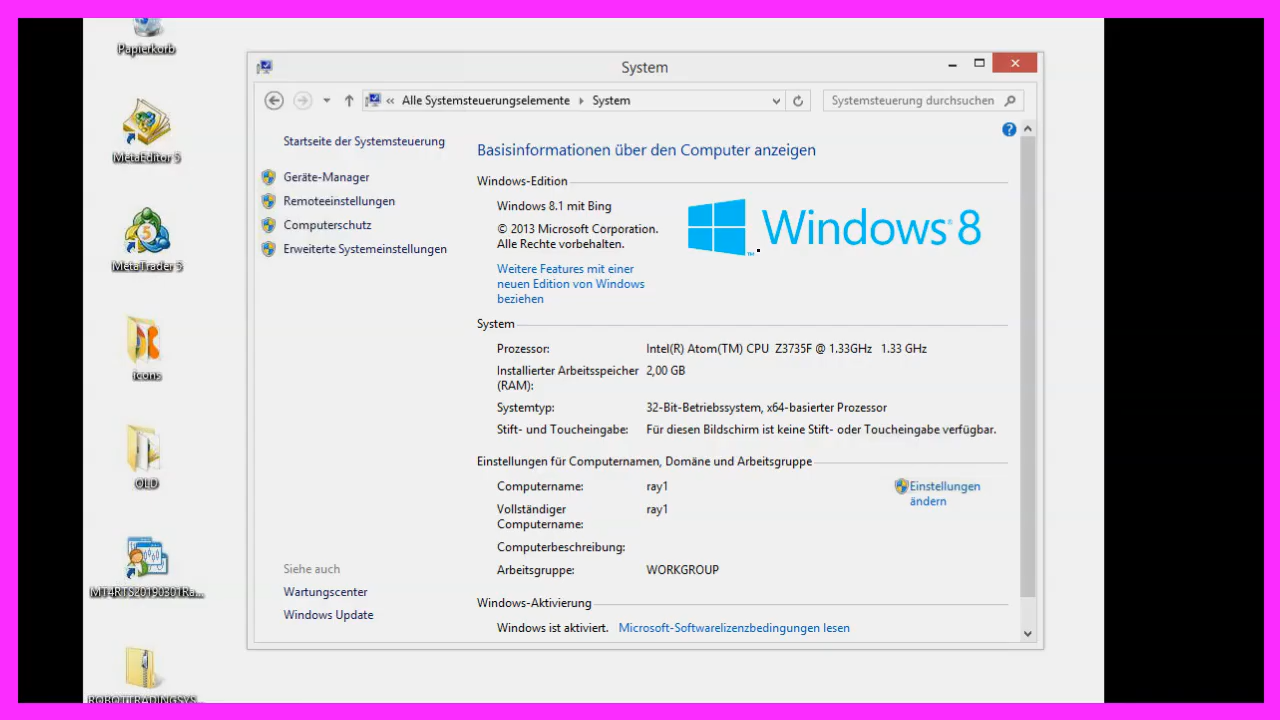 Papierkorb
MetaEditor 5
MetaTrader 5
icons
OLD
MT4RTS20190301Ra...
ROBOTTRADINGSYS...
System
« Alle Systemsteuerungselemente System
Systemsteuerung durchsuchen
Startseite der Systemsteuerung
Geräte-Manager
Remoteeinstellungen
Computerschutz
Erweiterte Systemeinstellungen
Siehe auch
Wartungscenter
Windows Update
Basisinformationen über den Computer anzeigen
Windows-Edition
Windows 8.1 mit Bing
© 2013 Microsoft Corporation.
Alle Rechte vorbehalten.
Weitere Features mit einer
neuen Edition von Windows
beziehen
Windows® 8
System
Prozessor: Intel(R) Atom(TM) CPU Z3735F @ 1.33GHz 1.33 GHz
Installierter Arbeitsspeicher 2,00 GB
(RAM):
Systemtyp: 32-Bit-Betriebssystem, x64-basierter Prozessor
Stift- und Toucheingabe: Für diesen Bildschirm ist keine Stift- oder Toucheingabe verfügbar.
Einstellungen für Computernamen, Domäne und Arbeitsgruppe
Computername: ray1
Einstellungen
ändern
Vollständiger ray1
Computername:
Computerbeschreibung:
Arbeitsgruppe: WORKGROUP
Windows-Aktivierung
Windows ist aktiviert. Microsoft-Softwarelizenzbedingungen lesen